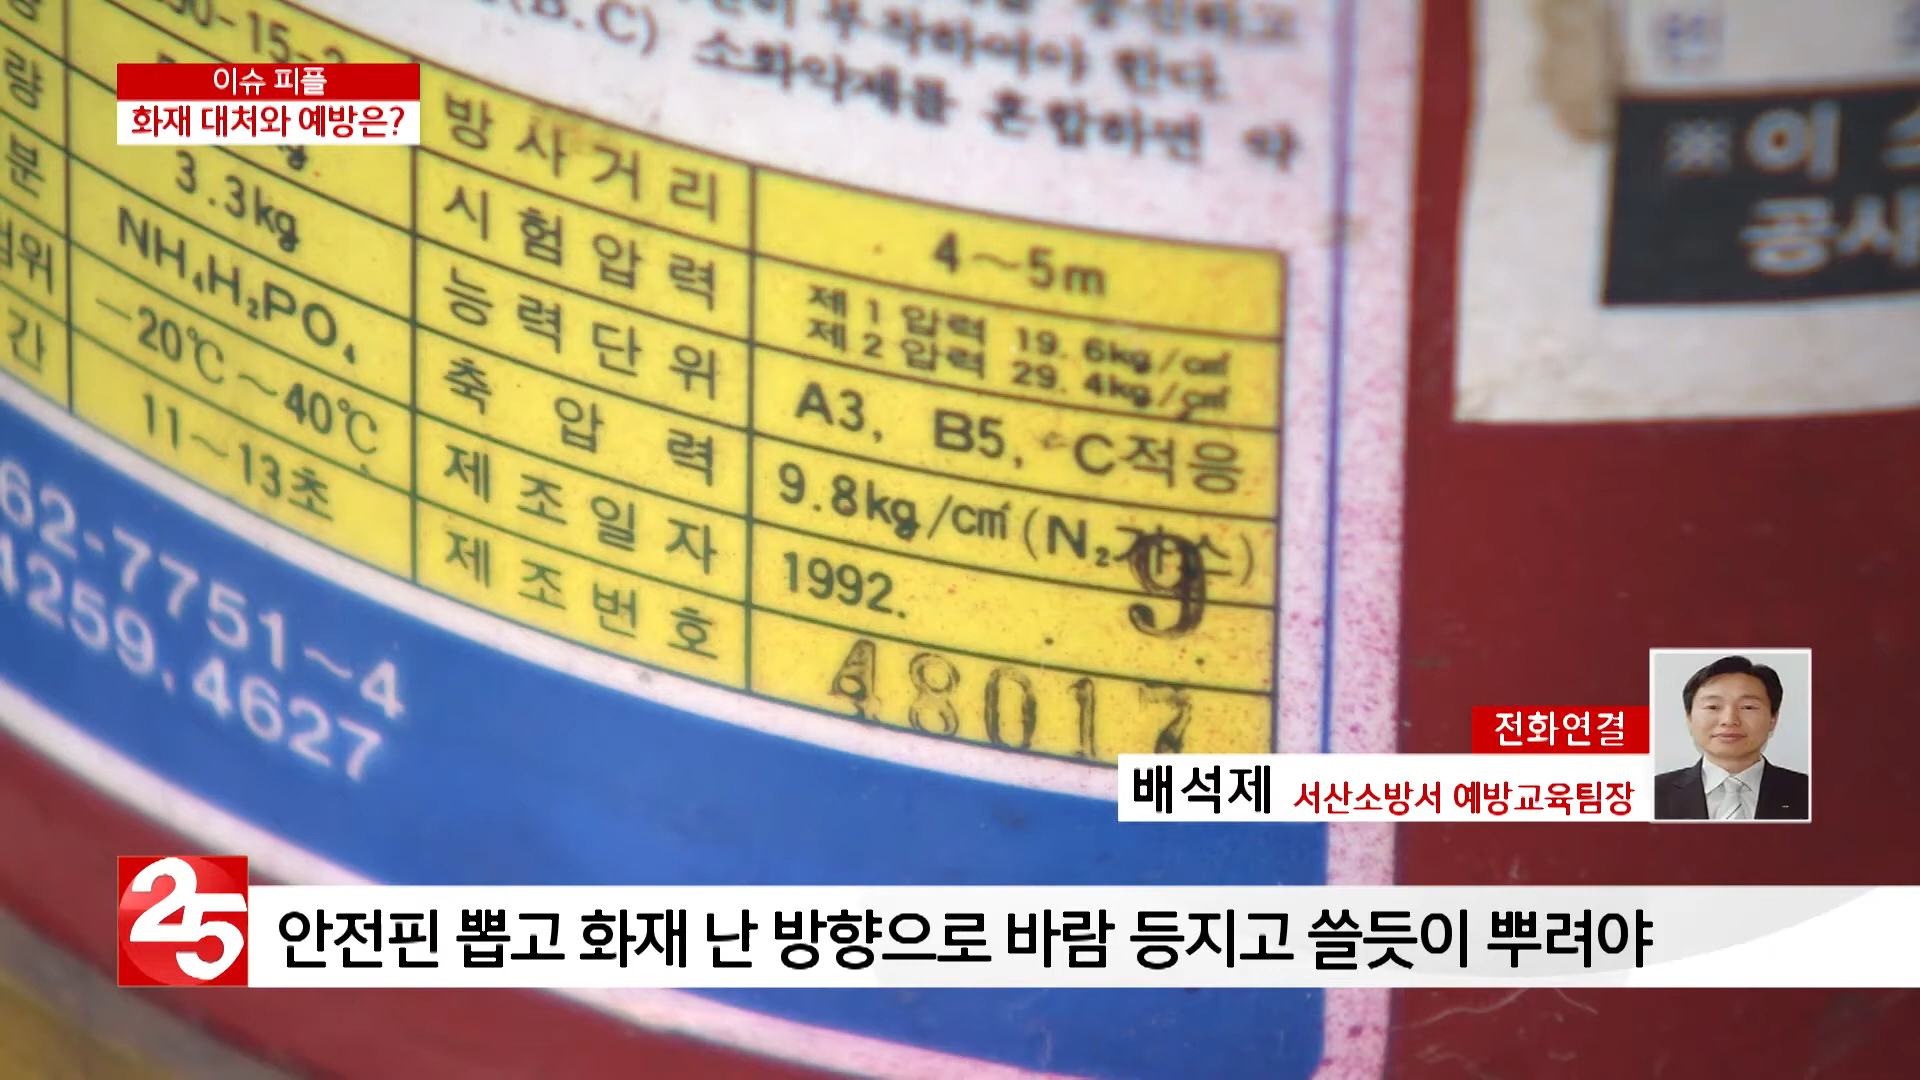 이슈 피플
화재 대처와 예방은?
소화약제를 혼합하면
방사거리 4~5m
3.3kg 시험압력 제1압력 19.6kg/㎠
제2압력 29.4kg/㎠
NH₄H₂PO₄ 능력단위 A3, B5, C적응
-20℃~40℃ 축압력 9.8kg/㎠(N₂가스)
11~13초 제조일자 1992. 9
제조번호 48017
62-7751~4
4259.4627
※이
공사
전화연결
배석제 서산소방서 예방교육팀장
25
안전핀 뽑고 화재 난 방향으로 바람 등지고 쓸듯이 뿌려야